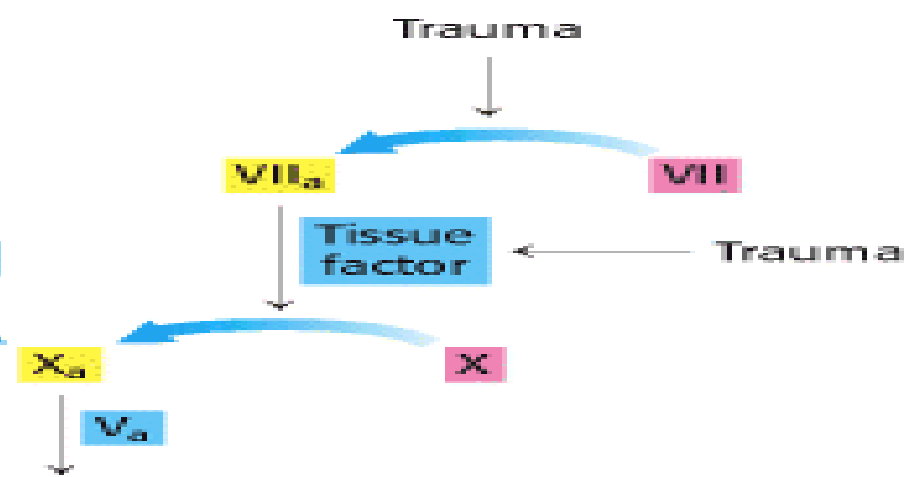 Trauma
VIIa VII
Tissue
factor
Trauma
Xa X
Va